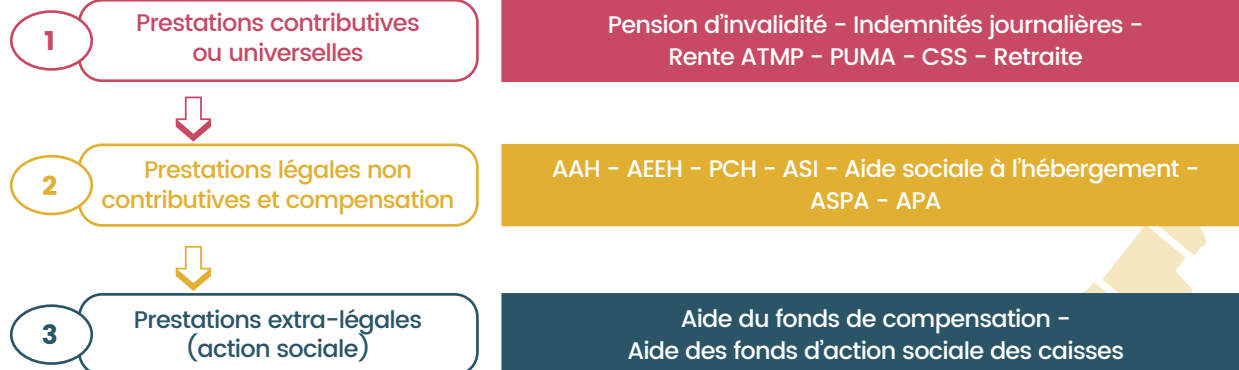 1
Prestations contributives
ou universelles
Pension d’invalidité - Indemnités journalières -
Rente ATMP - PUMA - CSS - Retraite
2
Prestations légales non
contributives et compensation
AAH - AEEH - PCH - ASI - Aide sociale à l’hébergement -
ASPA - APA
3
Prestations extra-légales
(action sociale)
Aide du fonds de compensation -
Aide des fonds d’action sociale des caisses